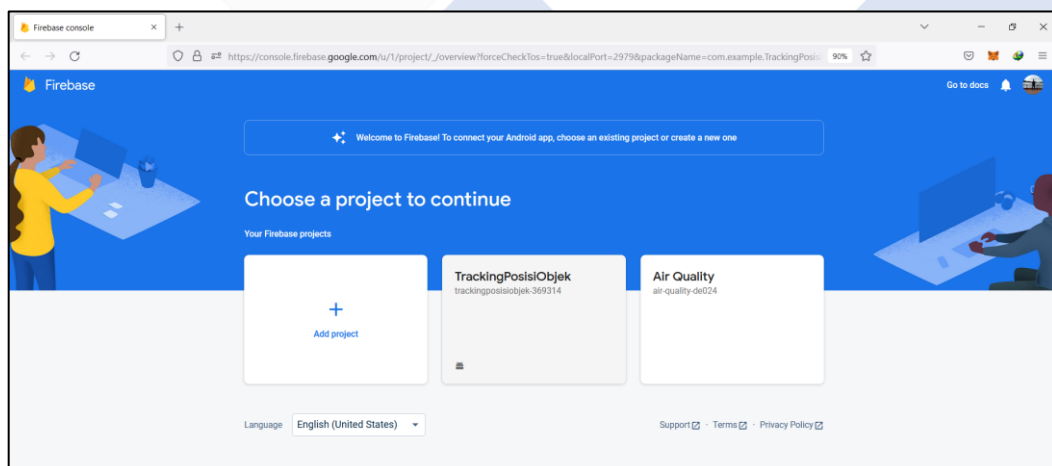 Firebase console
https://console.firebase.google.com/u/1/project/_/overview?forceCheckTos=true&localPort=2979&packageName=com.example.TrackingPosis
90%
Firebase
Go to docs
Welcome to Firebase! To connect your Android app, choose an existing project or create a new one
Choose a project to continue
Your Firebase projects
Add project
TrackingPosisiObjek
trackingposisiobjek-369314
Air Quality
air-quality-de024
Language
English (United States)
Support · Terms · Privacy Policy